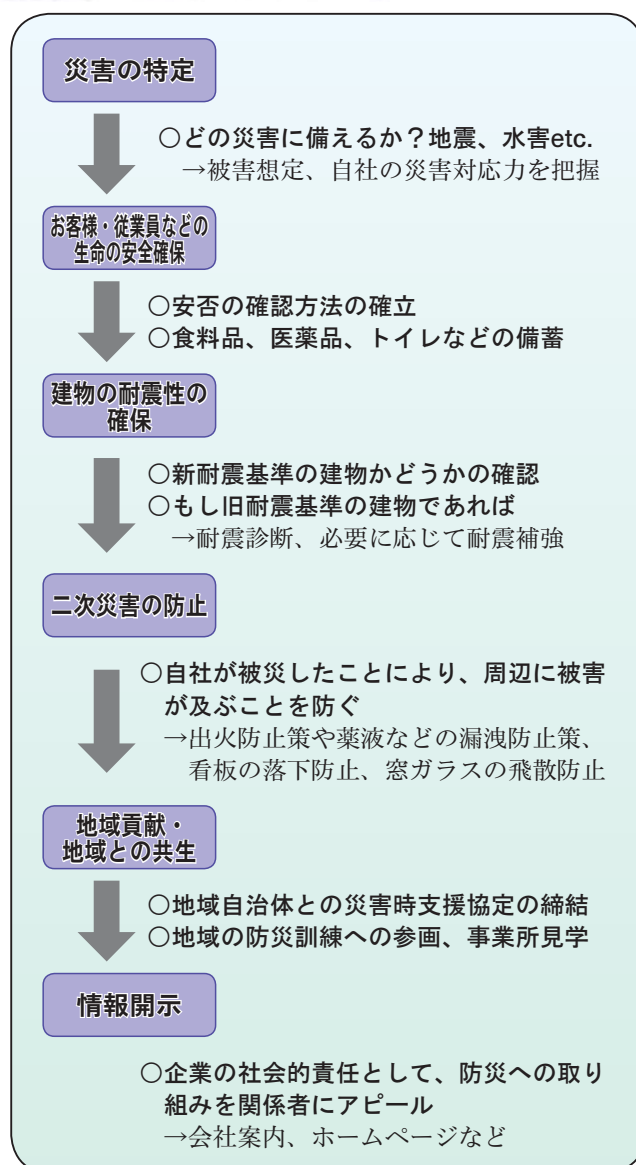 災害の特定
○どの災害に備えるか？地震、水害etc.
→被害想定、自社の災害対応力を把握
お客様・従業員などの
生命の安全確保
○安否の確認方法の確立
○食料品、医薬品、トイレなどの備蓄
建物の耐震性の
確保
○新耐震基準の建物かどうかの確認
○もし旧耐震基準の建物であれば
→耐震診断、必要に応じて耐震補強
二次災害の防止
○自社が被災したことにより、周辺に被害
が及ぶことを防ぐ
→出火防止策や薬液などの漏洩防止策、
看板の落下防止、窓ガラスの飛散防止
地域貢献・
地域との共生
○地域自治体との災害時支援協定の締結
○地域の防災訓練への参画、事業所見学
情報開示
○企業の社会的責任として、防災への取り
組みを関係者にアピール
→会社案内、ホームページなど